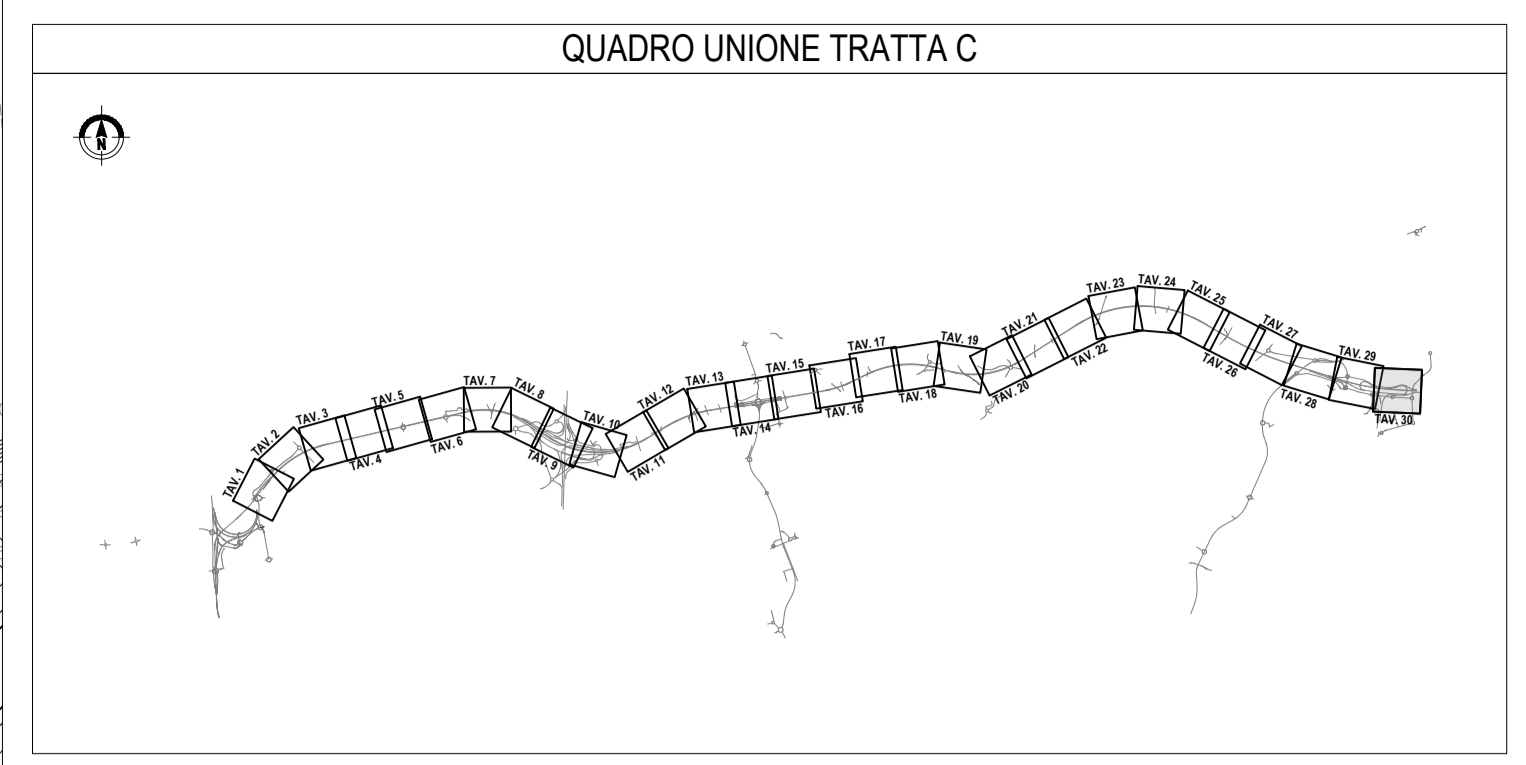 QUADRO UNIONE TRATTA C
N
TAV. 1
TAV. 2
TAV. 3
TAV. 4
TAV. 5
TAV. 6
TAV. 7
TAV. 8
TAV. 9
TAV. 10
TAV. 11
TAV. 12
TAV. 13
TAV. 14
TAV. 15
TAV. 16
TAV. 17
TAV. 18
TAV. 19
TAV. 20
TAV. 21
TAV. 22
TAV. 23
TAV. 24
TAV. 25
TAV. 26
TAV. 27
TAV. 28
TAV. 29
TAV. 30